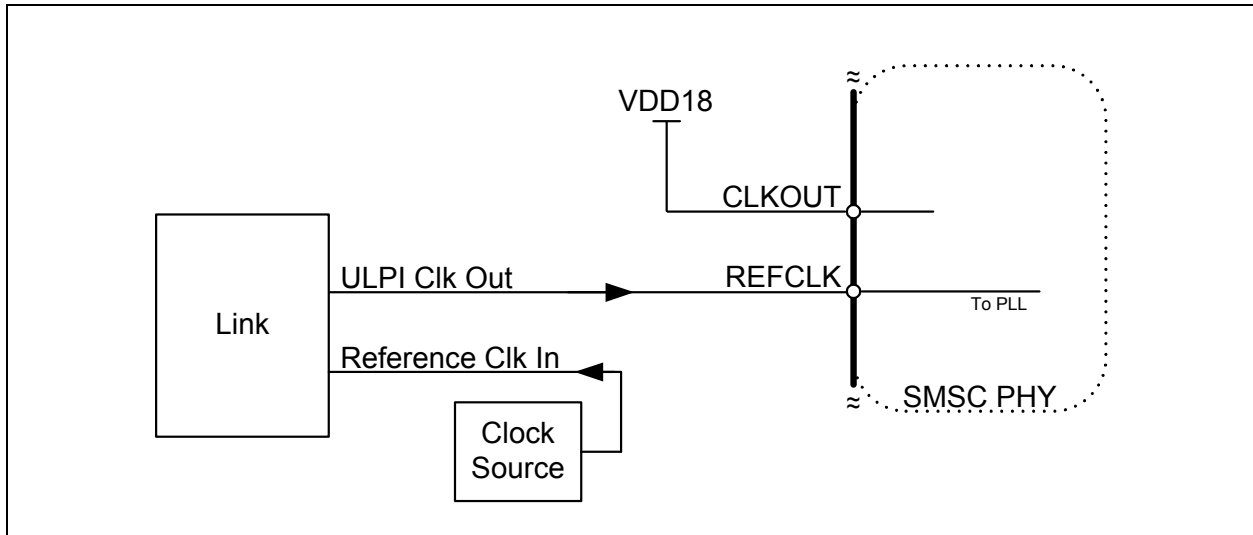 VDD18
CLKOUT
ULPI Clk Out
REFCLK
To PLL
Link
Reference Clk In
SMSC PHY
Clock
Source